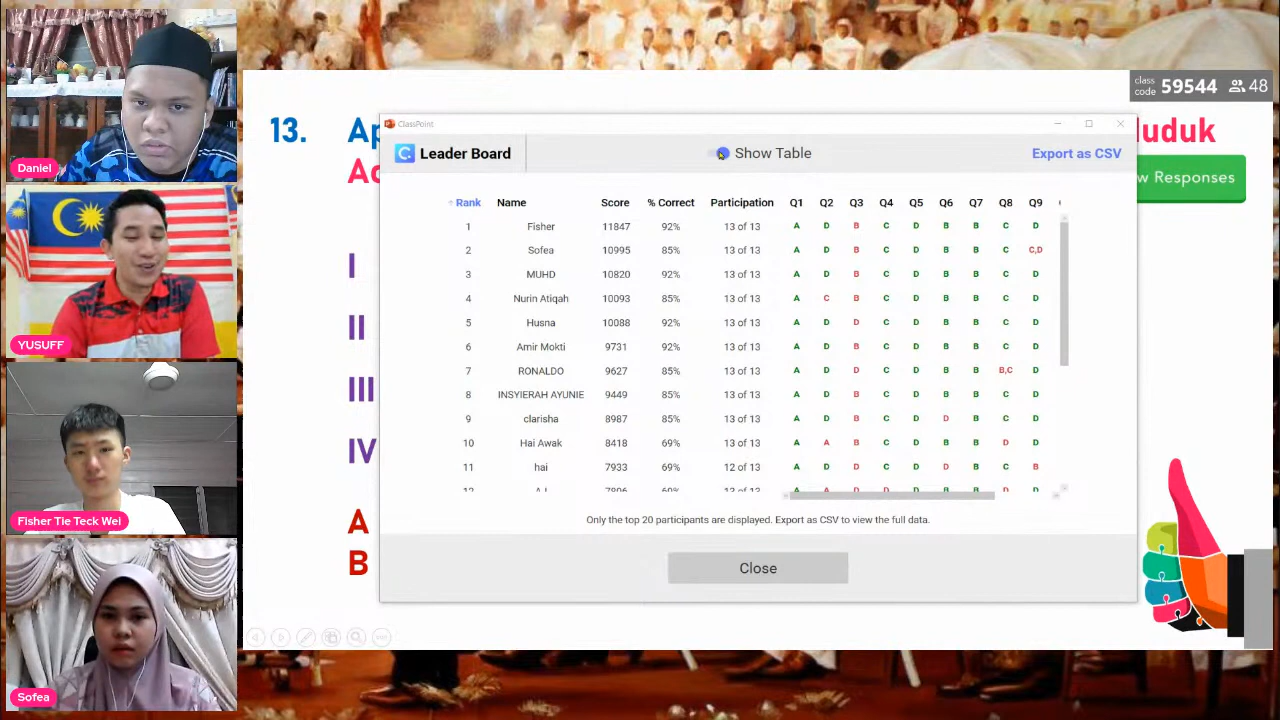 Daniel
YUSUFF
Fisher Tie Teck Wei
Sofea
class code 59544 48
13.
uduk
w Responses
I
II
III
IV
A
B
ClassPoint
Leader Board
Show Table
Export as CSV
Rank Name Score % Correct Participation Q1 Q2 Q3 Q4 Q5 Q6 Q7 Q8 Q9
1 Fisher 11847 92% 13 of 13 A D B C D B B C D
2 Sofea 10995 85% 13 of 13 A D B C D B B C C,D
3 MUHD 10820 92% 13 of 13 A D B C D B B C D
4 Nurin Atiqah 10093 85% 13 of 13 A C B C D B B C D
5 Husna 10088 92% 13 of 13 A D D C D B B C D
6 Amir Mokti 9731 92% 13 of 13 A D B C D B B C D
7 RONALDO 9627 85% 13 of 13 A D D C D B B B,C D
8 INSYIERAH AYUNIE 9449 85% 13 of 13 A D B C D B B C D
9 clarisha 8987 85% 13 of 13 A D B C D D B C D
10 Hai Awak 8418 69% 13 of 13 A A B C D B B D D
11 hai 7933 69% 12 of 13 A D D C D D B C B
Only the top 20 participants are displayed. Export as CSV to view the full data.
Close